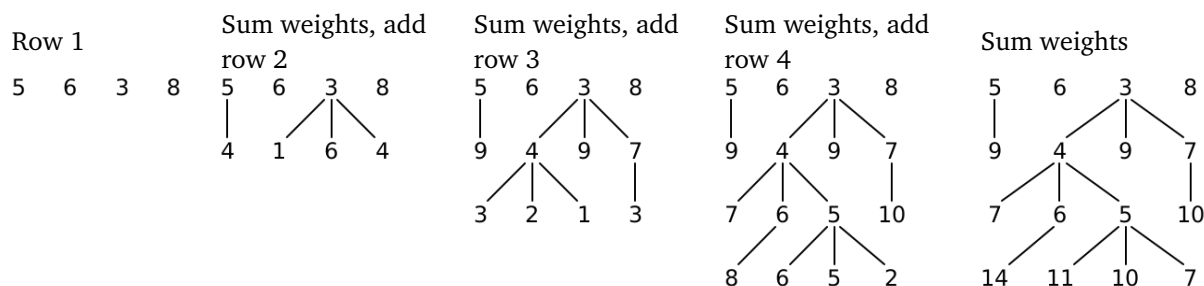 Row 1
5 6 3 8
Sum weights, add
row 2
5 6 3 8
4 1 6 4
Sum weights, add
row 3
5 6 3 8
9 4 9 7
3 2 1 3
Sum weights, add
row 4
5 6 3 8
9 4 9 7
7 6 5 10
8 6 5 2
Sum weights
5 6 3 8
9 4 9 7
7 6 5 10
14 11 10 7